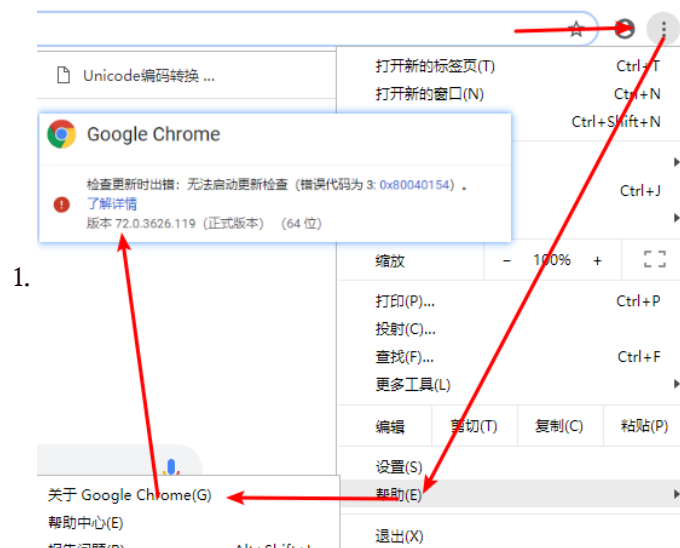 Unicode编码转换 ...
打开新的标签页(T) Ctrl+T
打开新的窗口(N) Ctrl+N
Ctrl+Shift+N
Google Chrome
检查更新时出错：无法启动更新检查（错误代码为 3: 0x80040154）。
了解详情
版本 72.0.3626.119（正式版本） （64 位）
Ctrl+J
1.
缩放 - 100% +
打印(P)... Ctrl+P
投射(C)...
查找(F)... Ctrl+F
更多工具(L)
编辑 剪切(T) 复制(C) 粘贴(P)
设置(S)
帮助(E)
退出(X)
关于 Google Chrome(G)
帮助中心(E)